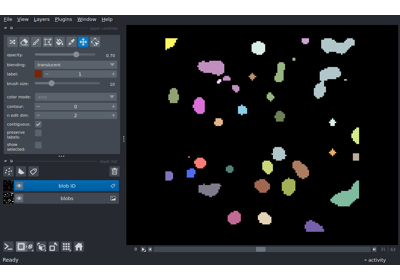 File View Layers Plugins Window Help
opacity: 0.70
blending: translucent
label: 1
brush size: 10
color mode:
contour: 0
n edit dim: 2
contiguous:
preserve labels:
show selected:
blob ID
blobs
Ready
activity